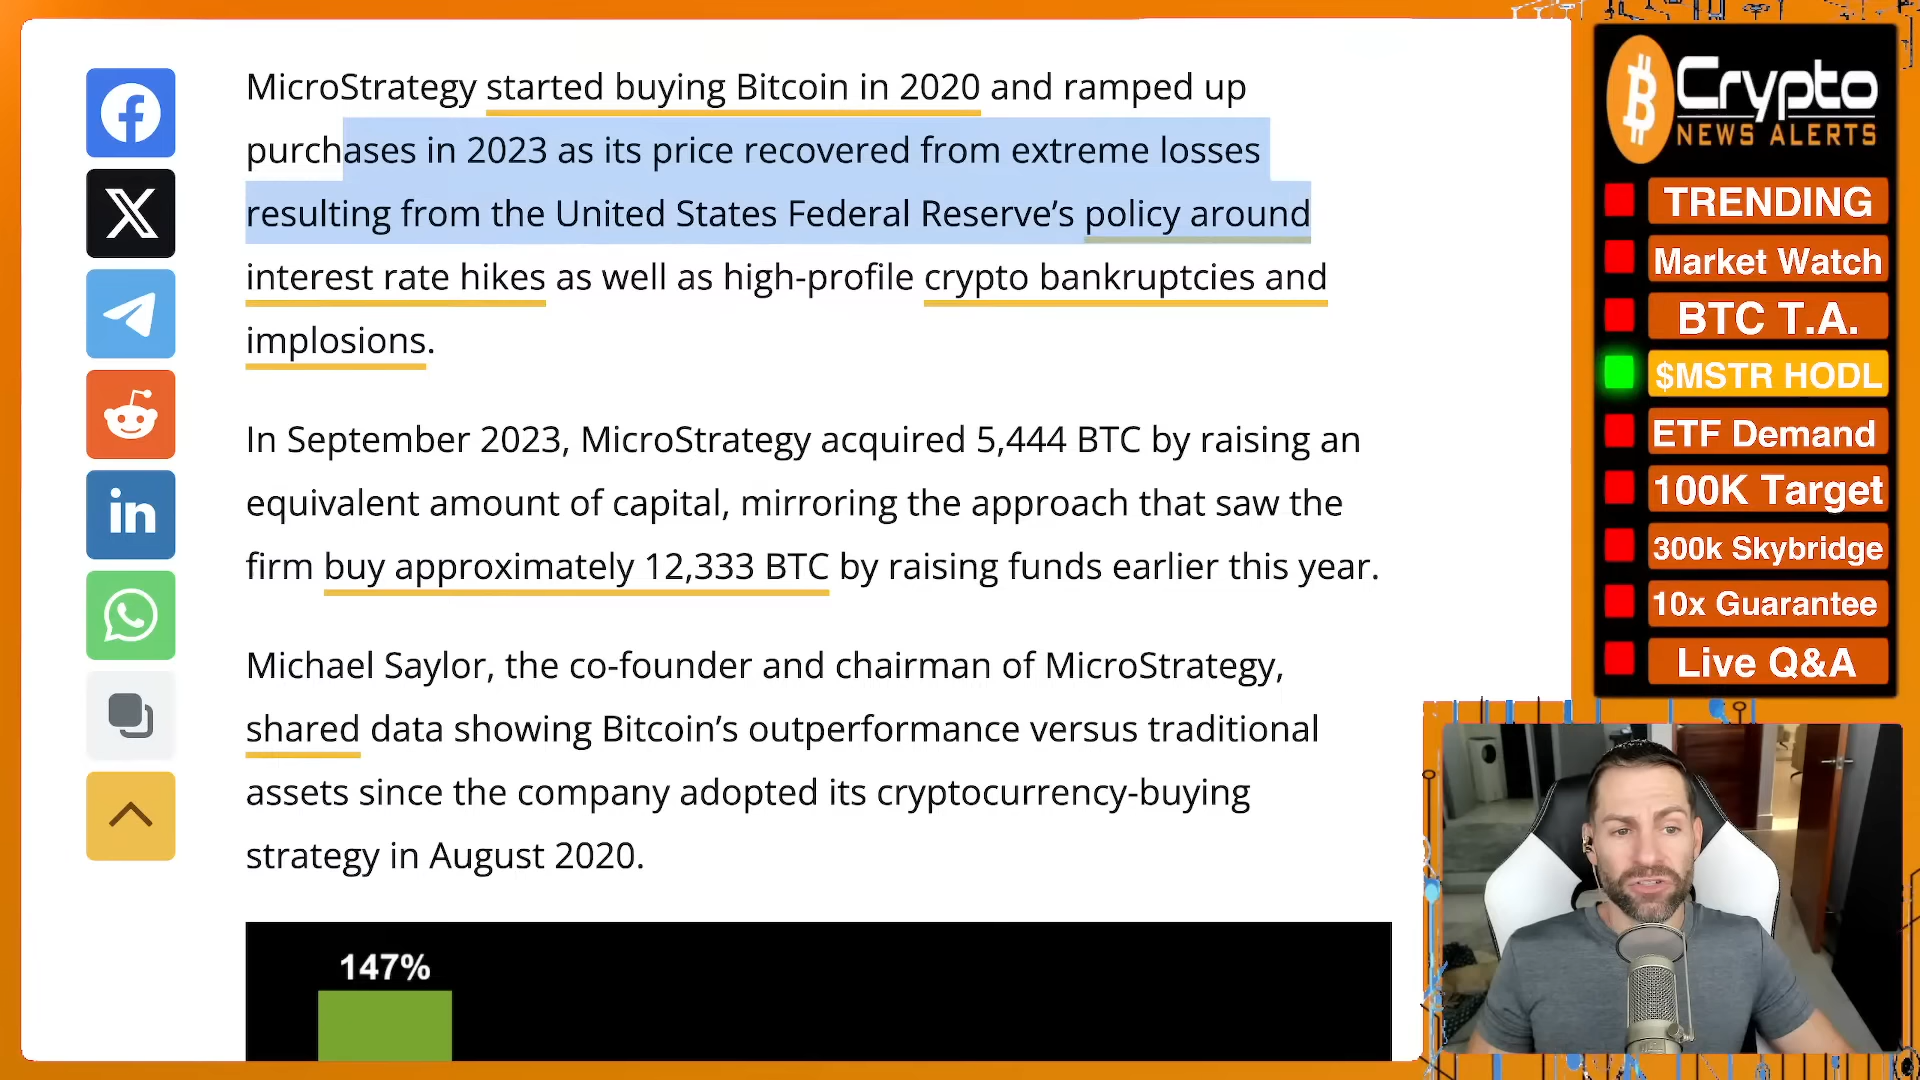 MicroStrategy started buying Bitcoin in 2020 and ramped up
purchases in 2023 as its price recovered from extreme losses
resulting from the United States Federal Reserve’s policy around
interest rate hikes as well as high-profile crypto bankruptcies and
implosions.
In September 2023, MicroStrategy acquired 5,444 BTC by raising an
equivalent amount of capital, mirroring the approach that saw the
firm buy approximately 12,333 BTC by raising funds earlier this year.
Michael Saylor, the co-founder and chairman of MicroStrategy,
shared data showing Bitcoin’s outperformance versus traditional
assets since the company adopted its cryptocurrency-buying
strategy in August 2020.
147%
Crypto
NEWS ALERTS
TRENDING
Market Watch
BTC T.A.
$MSTR HODL
ETF Demand
100K Target
300k Skybridge
10x Guarantee
Live Q&A